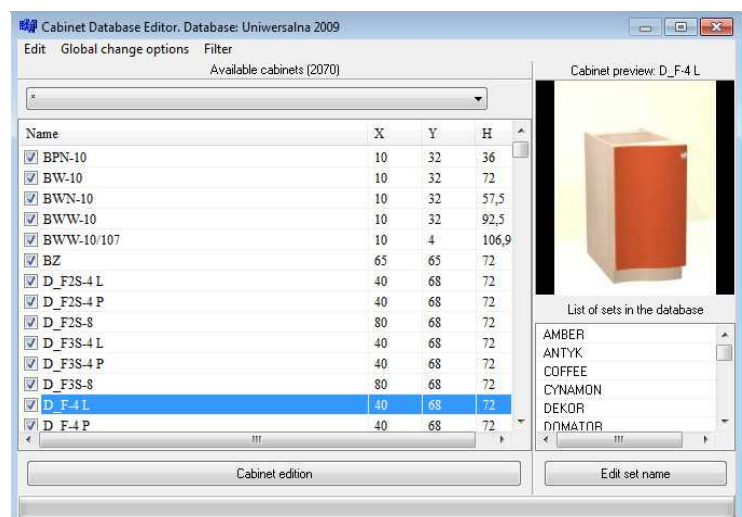 Cabinet Database Editor. Database: Uniwersalna 2009
Edit Global change options Filter
Available cabinets (2070)
*
Name X Y H
BPN-10 10 32 36
BW-10 10 32 72
BWN-10 10 32 57,5
BWW-10 10 32 92,5
BWW-10/107 10 4 106,9
BZ 65 65 72
D_F2S-4 L 40 68 72
D_F2S-4 P 40 68 72
D_F2S-8 80 68 72
D_F3S-4 L 40 68 72
D_F3S-4 P 40 68 72
D_F3S-8 80 68 72
D_F-4 L 40 68 72
D_F-4 P 40 68 72
Cabinet edition
Cabinet preview: D_F-4 L
List of sets in the database
AMBER
ANTYK
COFFEE
CYNAMON
DEKOR
DOMATOR
Edit set name